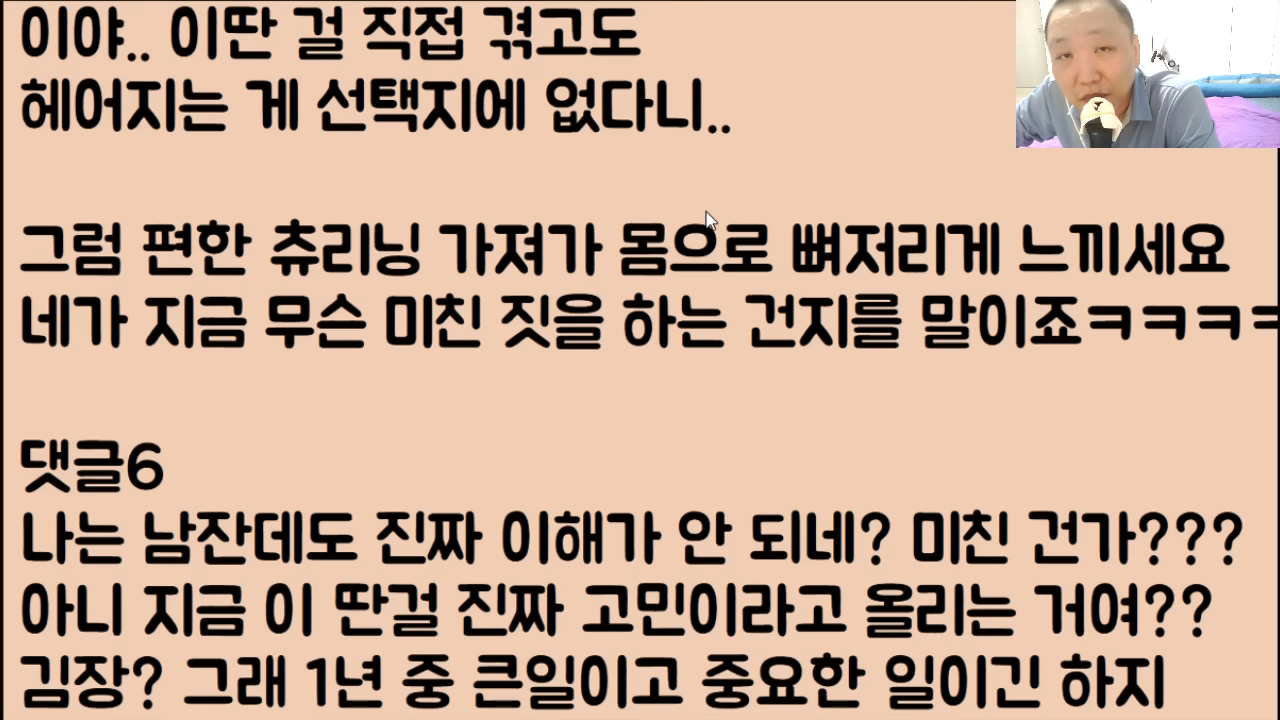 이야.. 이딴 걸 직접 겪고도
헤어지는 게 선택지에 없다니..
그럼 편한 츄리닝 가져가 몸으로 뼈저리게 느끼세요
네가 지금 무슨 미친 짓을 하는 건지를 말이죠ㅋㅋㅋㅋ
댓글6
나는 남잔데도 진짜 이해가 안 되네? 미친 건가???
아니 지금 이 딴걸 진짜 고민이라고 올리는 거여??
김장? 그래 1년 중 큰일이고 중요한 일이긴 하지